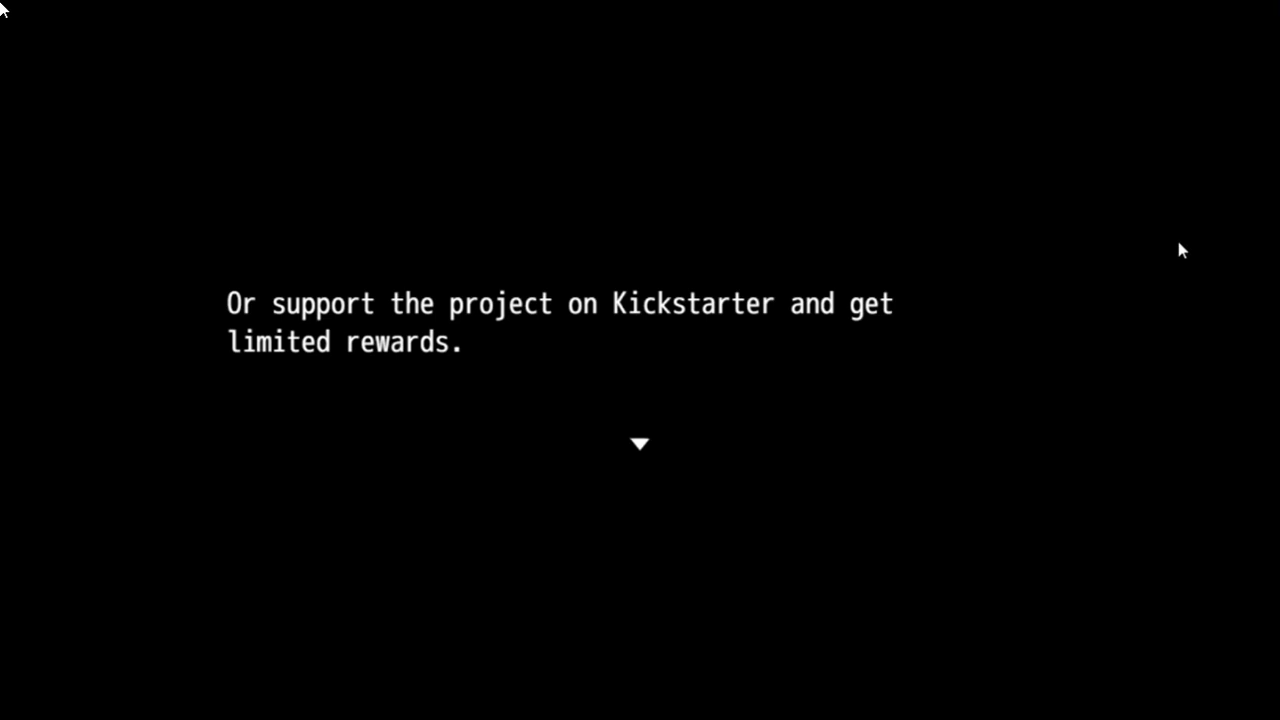 Or support the project on Kickstarter and get
limited rewards.